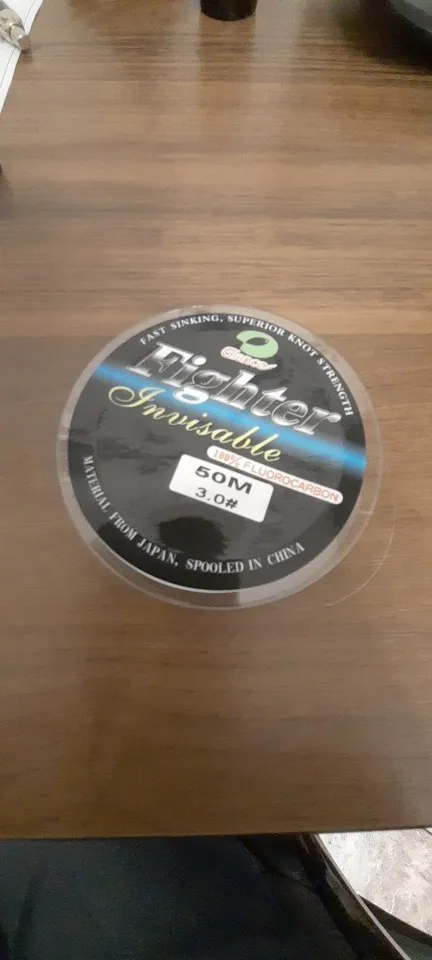 FAST SINKING, SUPERIOR KNOT STRENGTH
Fighter
Invisable
100% FLUOROCARBON
50M
3.0#
MATERIAL FROM JAPAN, SPOOLED IN CHINA